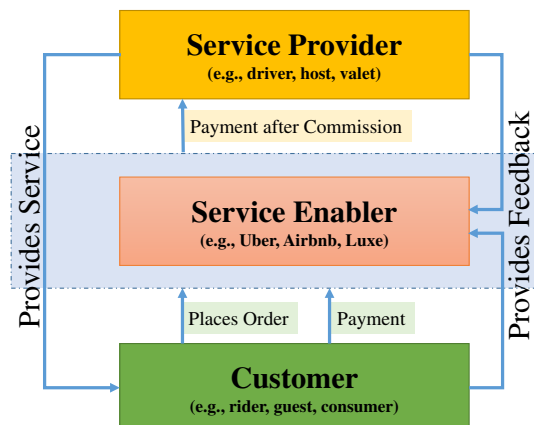 Service Provider
(e.g., driver, host, valet)
Payment after Commission
Provides Service
Provides Feedback
Service Enabler
(e.g., Uber, Airbnb, Luxe)
Places Order
Payment
Customer
(e.g., rider, guest, consumer)